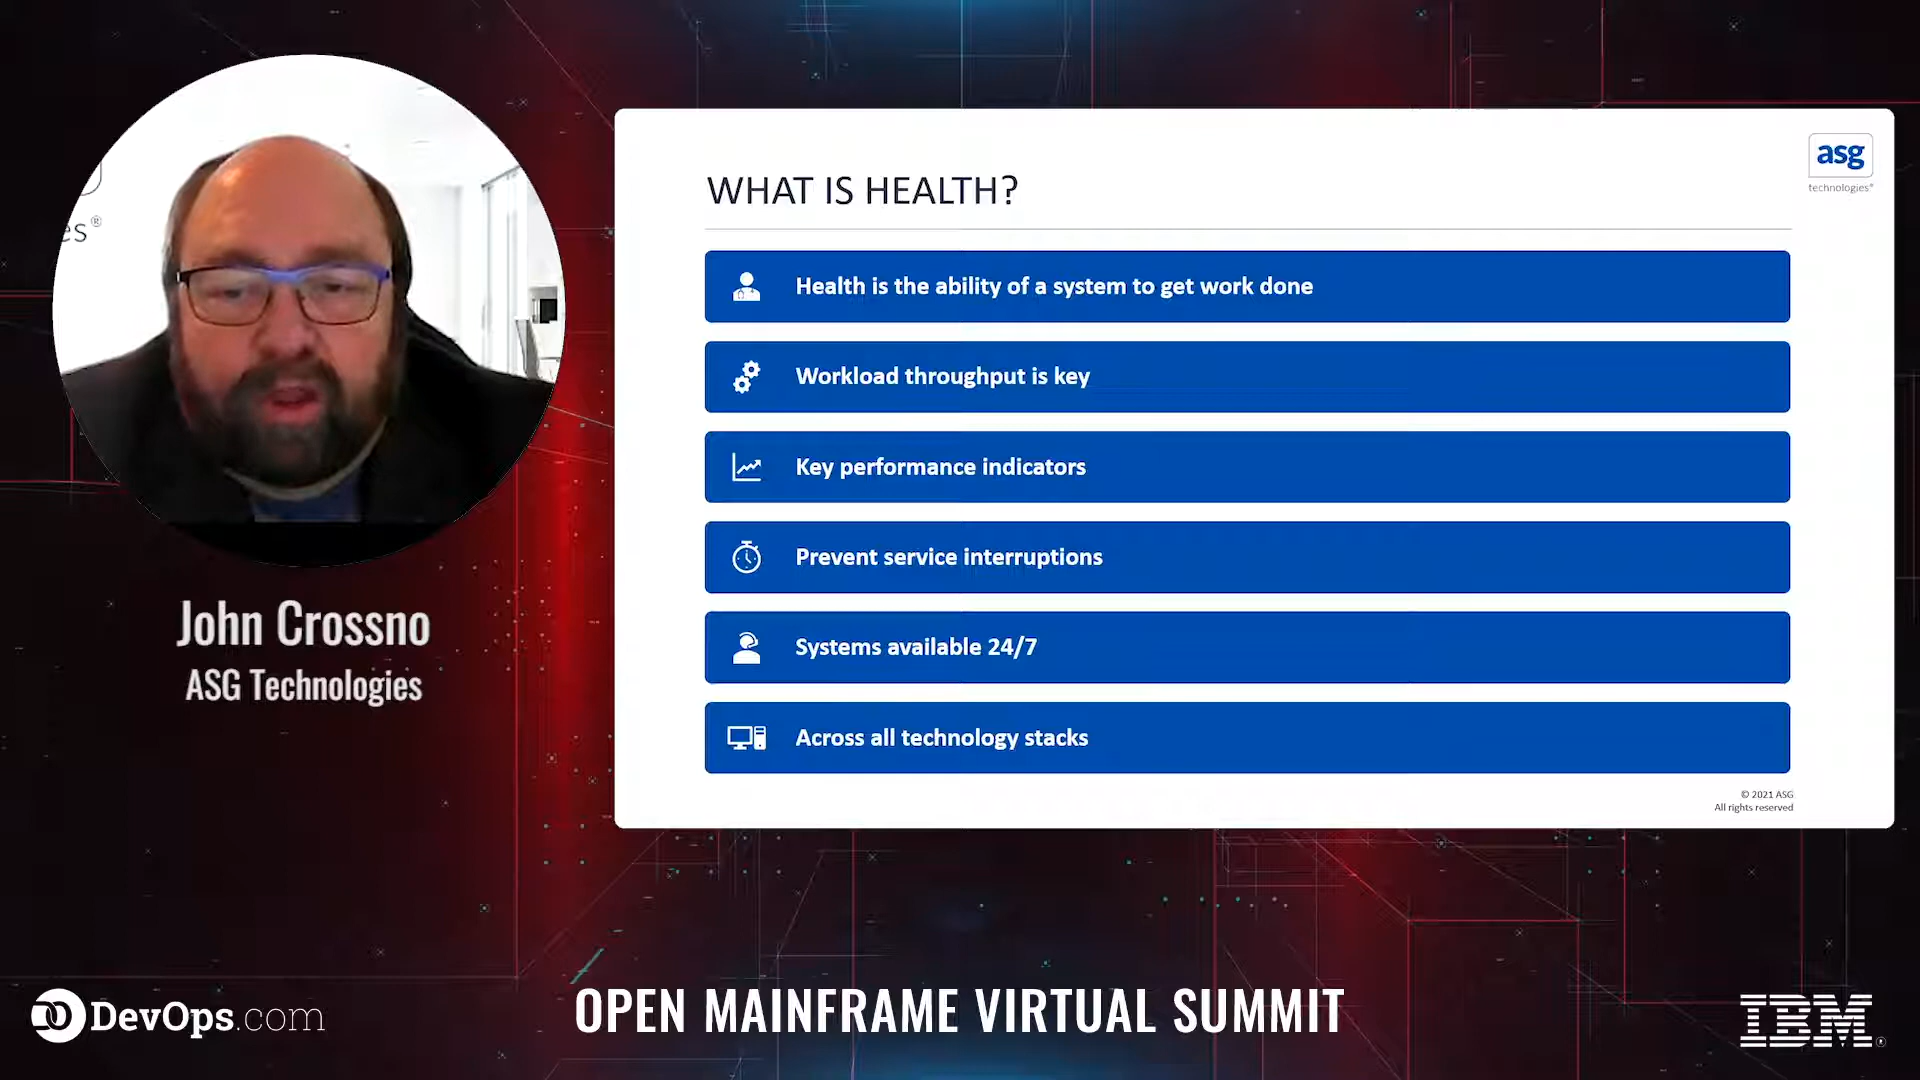 es®
John Crossno
ASG Technologies
asg
technologies®
WHAT IS HEALTH?
Health is the ability of a system to get work done
Workload throughput is key
Key performance indicators
Prevent service interruptions
Systems available 24/7
Across all technology stacks
© 2021 ASG
All rights reserved
DevOps.com
OPEN MAINFRAME VIRTUAL SUMMIT
IBM®